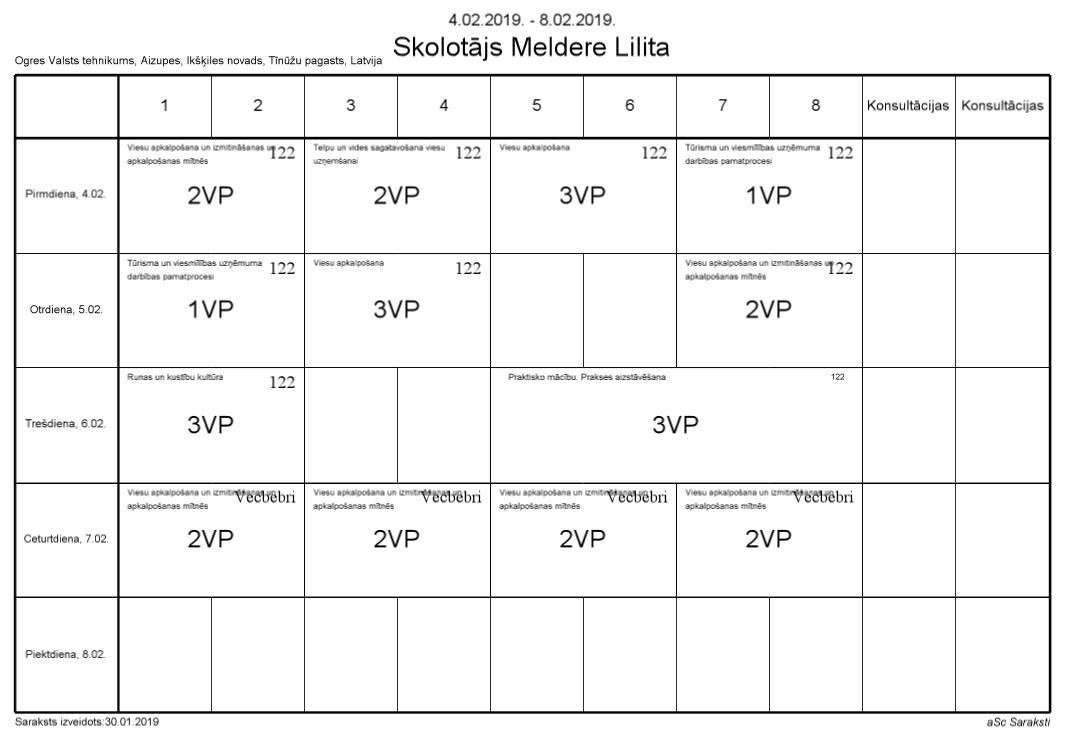 4.02.2019. - 8.02.2019.
Skolotājs Meldere Lilita
Ogres Valsts tehnikums, Aizupes, Ikšķiles novads, Tīnūžu pagasts, Latvija
1 2 3 4 5 6 7 8 Konsultācijas Konsultācijas
Pirmdiena, 4.02.
Viesu apkalpošana un izmitināšanas un
apkalpošanas mītnēs
122
2VP
Telpu un vides sagatavošana viesu
uzņemšanai
122
2VP
Viesu apkalpošana
122
3VP
Tūrisma un viesmīlības uzņēmuma
darbības pamatprocesi
122
1VP
Otrdiena, 5.02.
Tūrisma un viesmīlības uzņēmuma
darbības pamatprocesi
122
1VP
Viesu apkalpošana
122
3VP
Viesu apkalpošana un izmitināšanas un
apkalpošanas mītnēs
122
2VP
Trešdiena, 6.02.
Runas un kustību kultūra
122
3VP
Praktisko mācību. Prakses aizstāvēšana
122
3VP
Ceturtdiena, 7.02.
Viesu apkalpošana un izmitināšanas un
apkalpošanas mītnēs
Vecbebri
2VP
Viesu apkalpošana un izmitināšanas un
apkalpošanas mītnēs
Vecbebri
2VP
Viesu apkalpošana un izmitināšanas un
apkalpošanas mītnēs
Vecbebri
2VP
Viesu apkalpošana un izmitināšanas un
apkalpošanas mītnēs
Vecbebri
2VP
Piektdiena, 8.02.
Saraksts izveidots:30.01.2019
aSc Saraksti